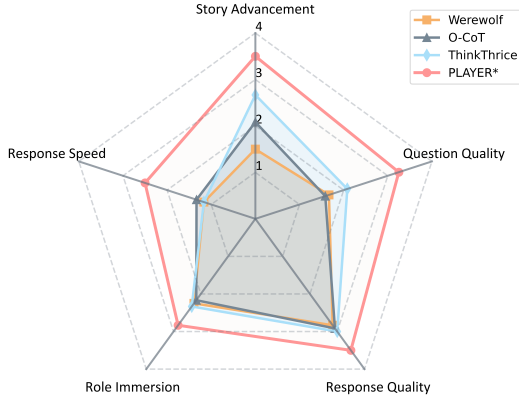 Story Advancement
4
3
2
1
Werewolf
O-CoT
ThinkThrice
PLAYER*
Response Speed
Question Quality
Role Immersion
Response Quality